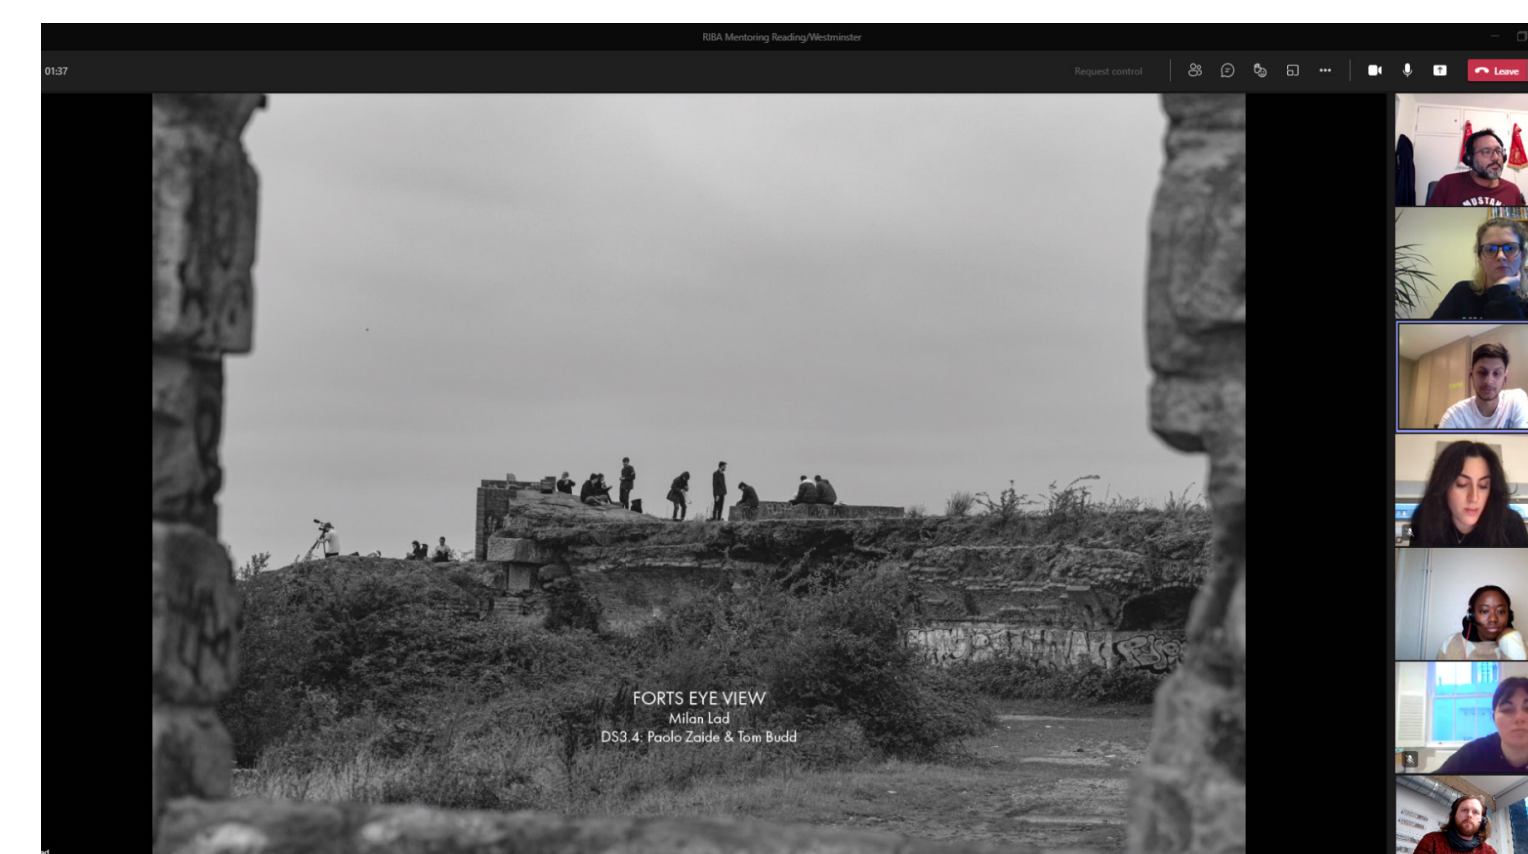 RIBA Mentoring Reading/Westminster
01:37
Request control
Leave
MUSTA
FORTS EYE VIEW
Milan Lad
DS3.4: Paolo Zaide & Tom Budd